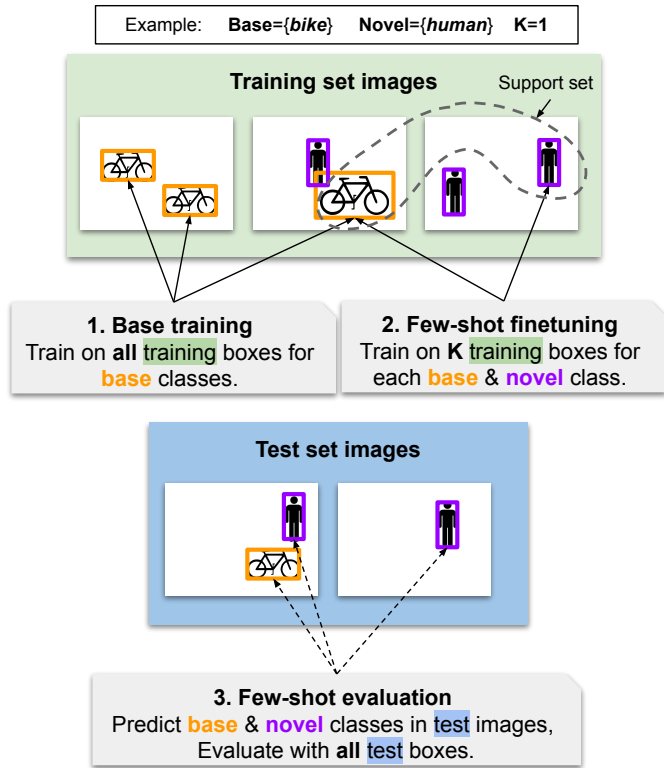 Example: Base={bike} Novel={human} K=1
Training set images
Support set
1. Base training
Train on all training boxes for
base classes.
2. Few-shot finetuning
Train on K training boxes for
each base & novel class.
Test set images
3. Few-shot evaluation
Predict base & novel classes in test images,
Evaluate with all test boxes.